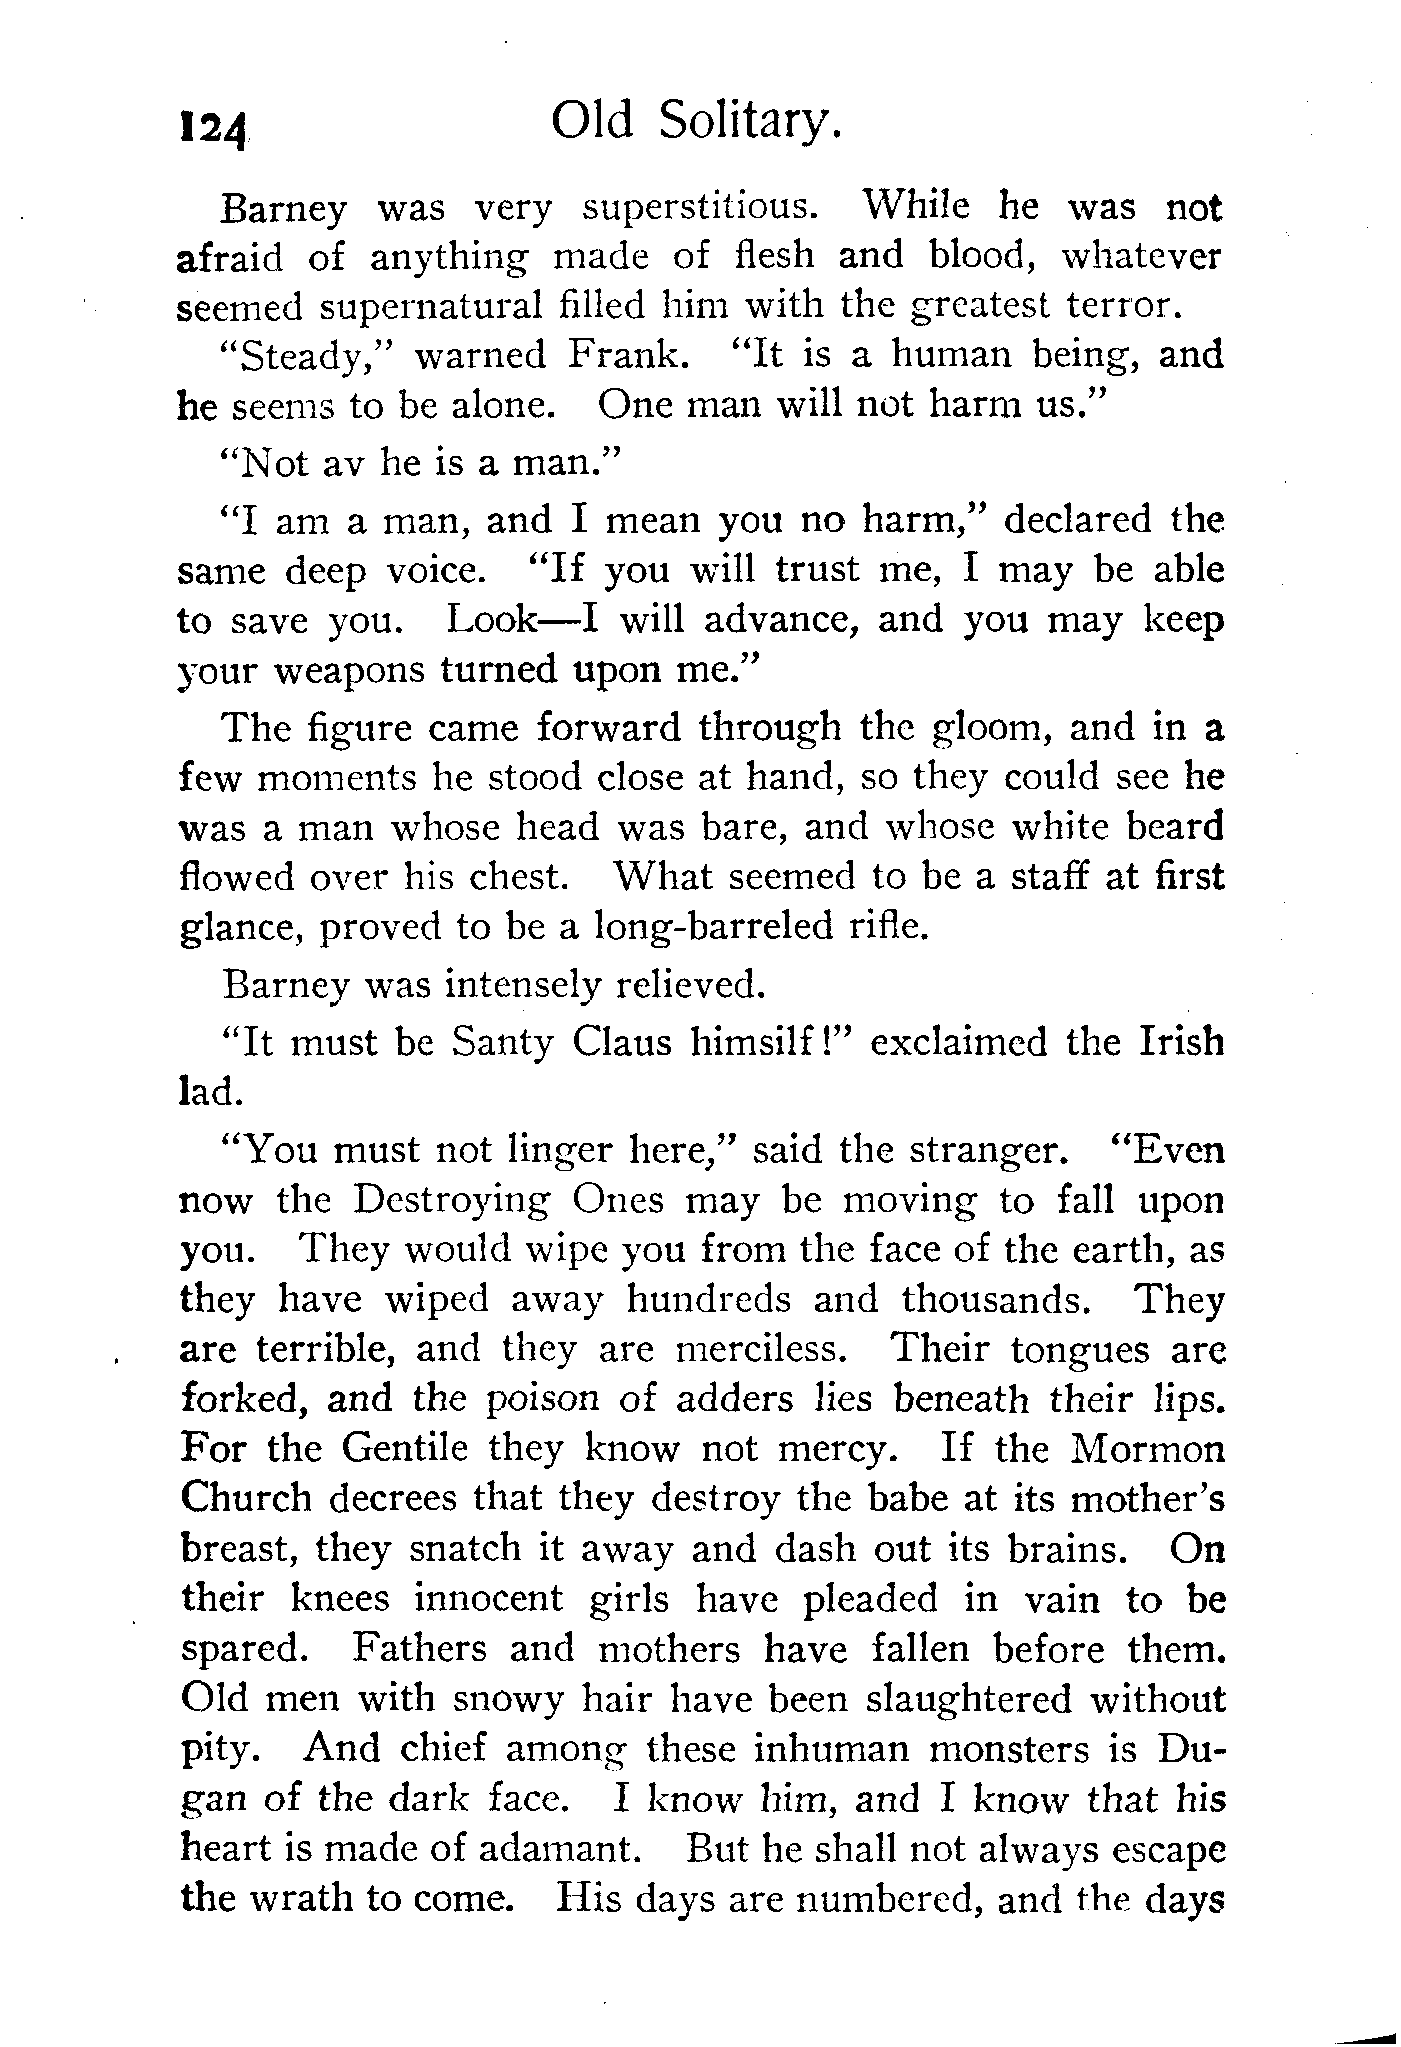 124 Old Solitary.
Barney was very superstitious. While he was not
afraid of anything made of flesh and blood, whatever
seemed supernatural filled him with the greatest terror.
“Steady,” warned Frank. “It is a human being, and
he seems to be alone. One man will not harm us.”
“Not av he is a man.”
“I am a man, and I mean you no harm,” declared the
same deep voice. “If you will trust me, I may be able
to save you. Look—I will advance, and you may keep
your weapons turned upon me.”
The figure came forward through the gloom, and in a
few moments he stood close at hand, so they could see he
was a man whose head was bare, and whose white beard
flowed over his chest. What seemed to be a staff at first
glance, proved to be a long-barreled rifle.
Barney was intensely relieved.
“It must be Santy Claus himsilf!” exclaimed the Irish
lad.
“You must not linger here,” said the stranger. “Even
now the Destroying Ones may be moving to fall upon
you. They would wipe you from the face of the earth, as
they have wiped away hundreds and thousands. They
are terrible, and they are merciless. Their tongues are
forked, and the poison of adders lies beneath their lips.
For the Gentile they know not mercy. If the Mormon
Church decrees that they destroy the babe at its mother’s
breast, they snatch it away and dash out its brains. On
their knees innocent girls have pleaded in vain to be
spared. Fathers and mothers have fallen before them.
Old men with snowy hair have been slaughtered without
pity. And chief among these inhuman monsters is Du-
gan of the dark face. I know him, and I know that his
heart is made of adamant. But he shall not always escape
the wrath to come. His days are numbered, and the days